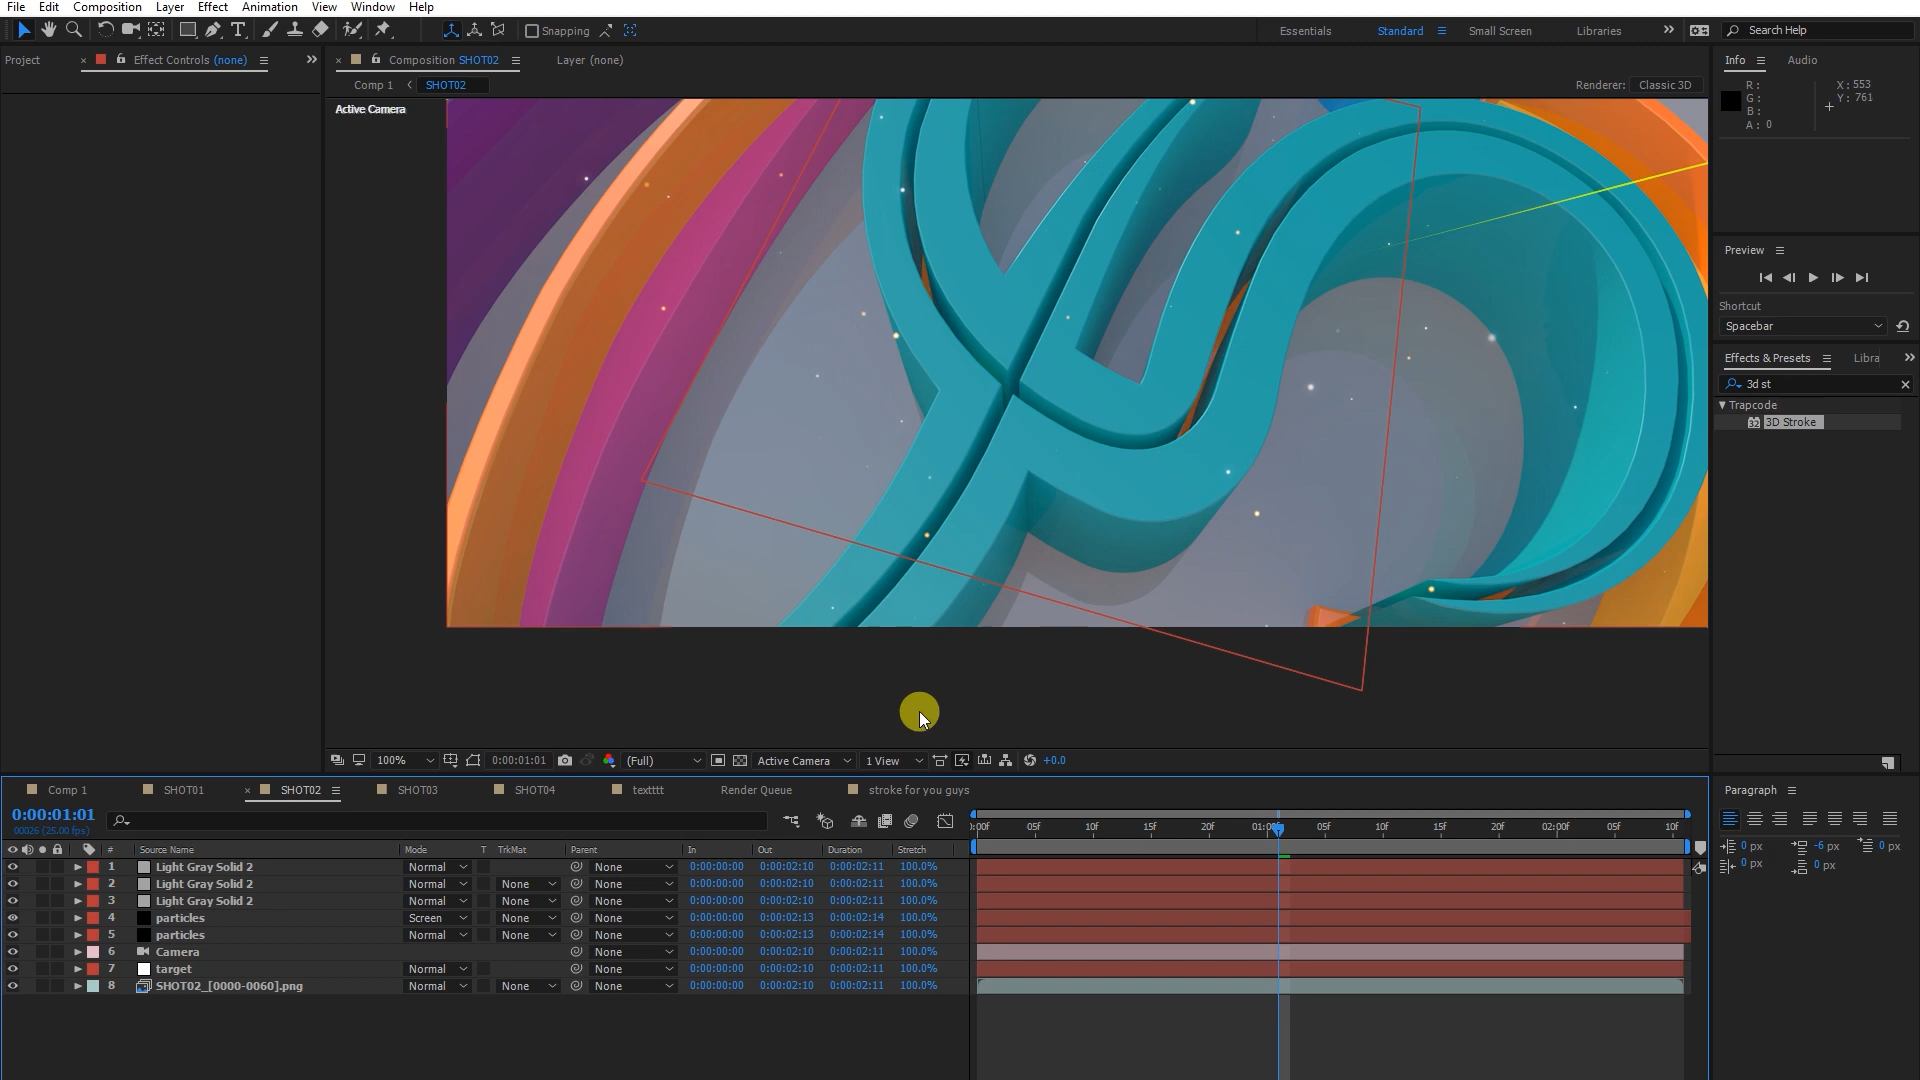 File Edit Composition Layer Effect Animation View Window Help
Snapping
Essentials Standard Small Screen Libraries Search Help
Project Effect Controls (none)
Composition SHOT02 Layer (none)
Comp 1 SHOT02
Renderer: Classic 3D
Active Camera
Info Audio
R: X: 553
G: Y: 761
B:
A: 0
Preview
Shortcut
Spacebar
Effects & Presets Libra
3d st
Trapcode
3D Stroke
100% 0:00:01:01 (Full) Active Camera 1 View +0.0
Comp 1 SHOT01 SHOT02 SHOT03 SHOT04 textttt Render Queue stroke for you guys
0:00:01:01
00026 (25.00 fps)
05f 10f 15f 20f 05f 10f 15f 20f 02:00f 05f 10f
# Source Name Mode T TrkMat Parent In Out Duration Stretch
1 Light Gray Solid 2 Normal None 0:00:00:00 0:00:02:10 0:00:02:11 100.0%
2 Light Gray Solid 2 Normal None None 0:00:00:00 0:00:02:10 0:00:02:11 100.0%
3 Light Gray Solid 2 Normal None None 0:00:00:00 0:00:02:10 0:00:02:11 100.0%
4 particles Screen None None 0:00:00:00 0:00:02:13 0:00:02:14 100.0%
5 particles Normal None None 0:00:00:00 0:00:02:13 0:00:02:14 100.0%
6 Camera None 0:00:00:00 0:00:02:10 0:00:02:11 100.0%
7 target Normal None 0:00:00:00 0:00:02:10 0:00:02:11 100.0%
8 SHOT02_[0000-0060].png Normal None None 0:00:00:00 0:00:02:10 0:00:02:11 100.0%
Paragraph
0 px -6 px 0 px
0 px 0 px